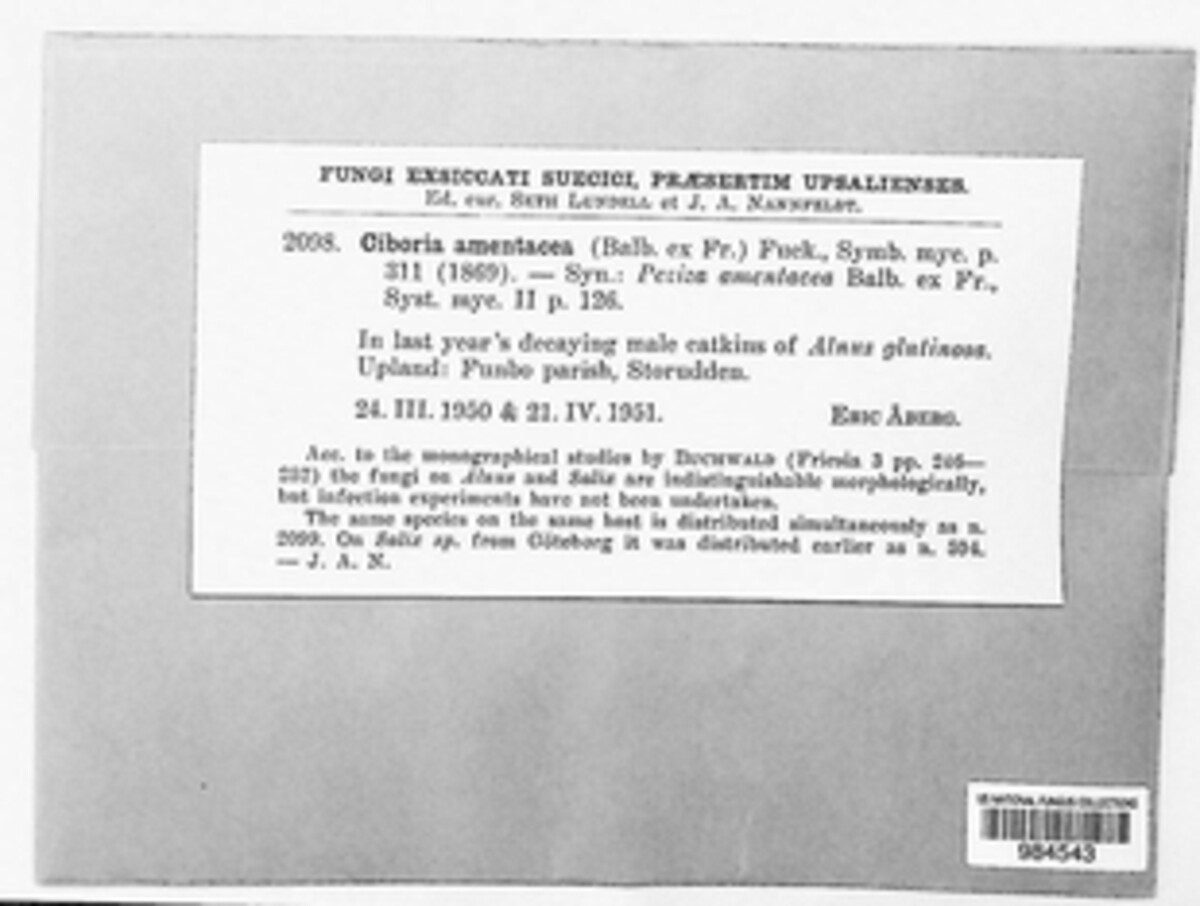 FUNGI EXSICCATI SUECICI, PRÆSERTIM UPSALIENSES.
Ed. cur. SETH LUNDELL et J. A. NANNFELDT.
2098. Ciboria amentacea (Balb. ex Fr.) Fuck., Symb. myc. p.
311 (1869). — Syn.: Peziza amentacea Balb. ex Fr.,
Syst. myc. II p. 126.
In last year's decaying male catkins of Alnus glutinosa.
Upland: Funbo parish, Storudden.
24. III. 1950 & 21. IV. 1951. ERIC ÅBERG.
Acc. to the monographical studies by BUCHWALD (Friesia 3 pp.
the fungi on Alnus and Salix are indistinguishable morphologically,
but infection experiments have not been undertaken.
The same species on the same host is distributed simultaneously as n.
2099. On Salix sp. from Göteborg it was distributed earlier as n.
— J. A. N.
US NATIONAL FUNGUS COLLECTIONS
984543